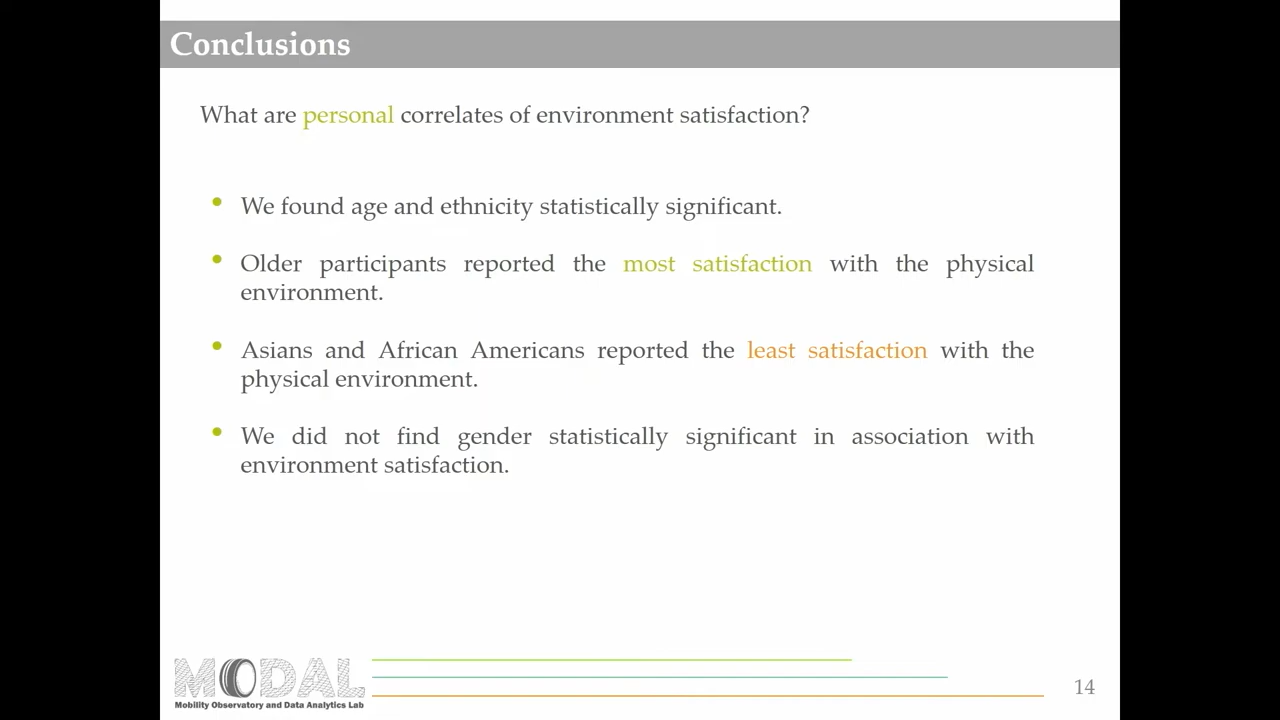 Conclusions
What are personal correlates of environment satisfaction?
• We found age and ethnicity statistically significant.
• Older participants reported the most satisfaction with the physical
environment.
• Asians and African Americans reported the least satisfaction with the
physical environment.
• We did not find gender statistically significant in association with
environment satisfaction.
MODAL
Mobility Observatory and Data Analytics Lab
14